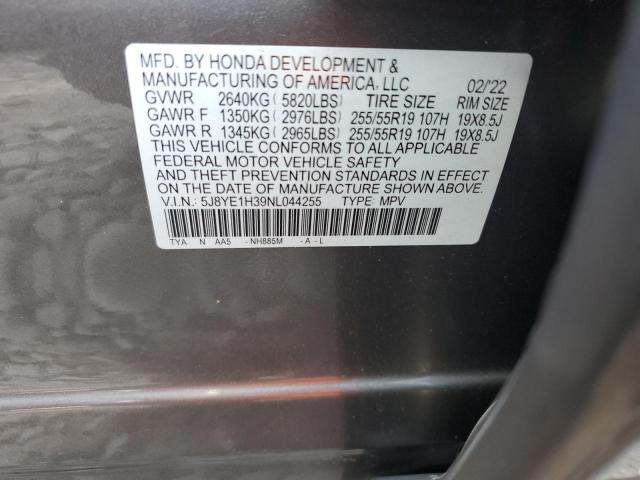 MFD. BY HONDA DEVELOPMENT &
MANUFACTURING OF AMERICA, LLC 02/'22
GVWR 2640KG ( 5820LBS) TIRE SIZE RIM SIZE
GAWR F 1350KG ( 2976LBS) 255/55R19 107H 19X8.5J
GAWR R 1345KG ( 2965LBS) 255/55R19 107H 19X8.5J
THIS VEHICLE CONFORMS TO ALL APPLICABLE
FEDERAL MOTOR VEHICLE SAFETY
AND THEFT PREVENTION STANDARDS IN EFFECT
ON THE DATE OF MANUFACTURE SHOWN ABOVE.
V.I.N.: 5J8YE1H39NL044255 TYPE: MPV
TYA N AA5 -NH885M -A -L